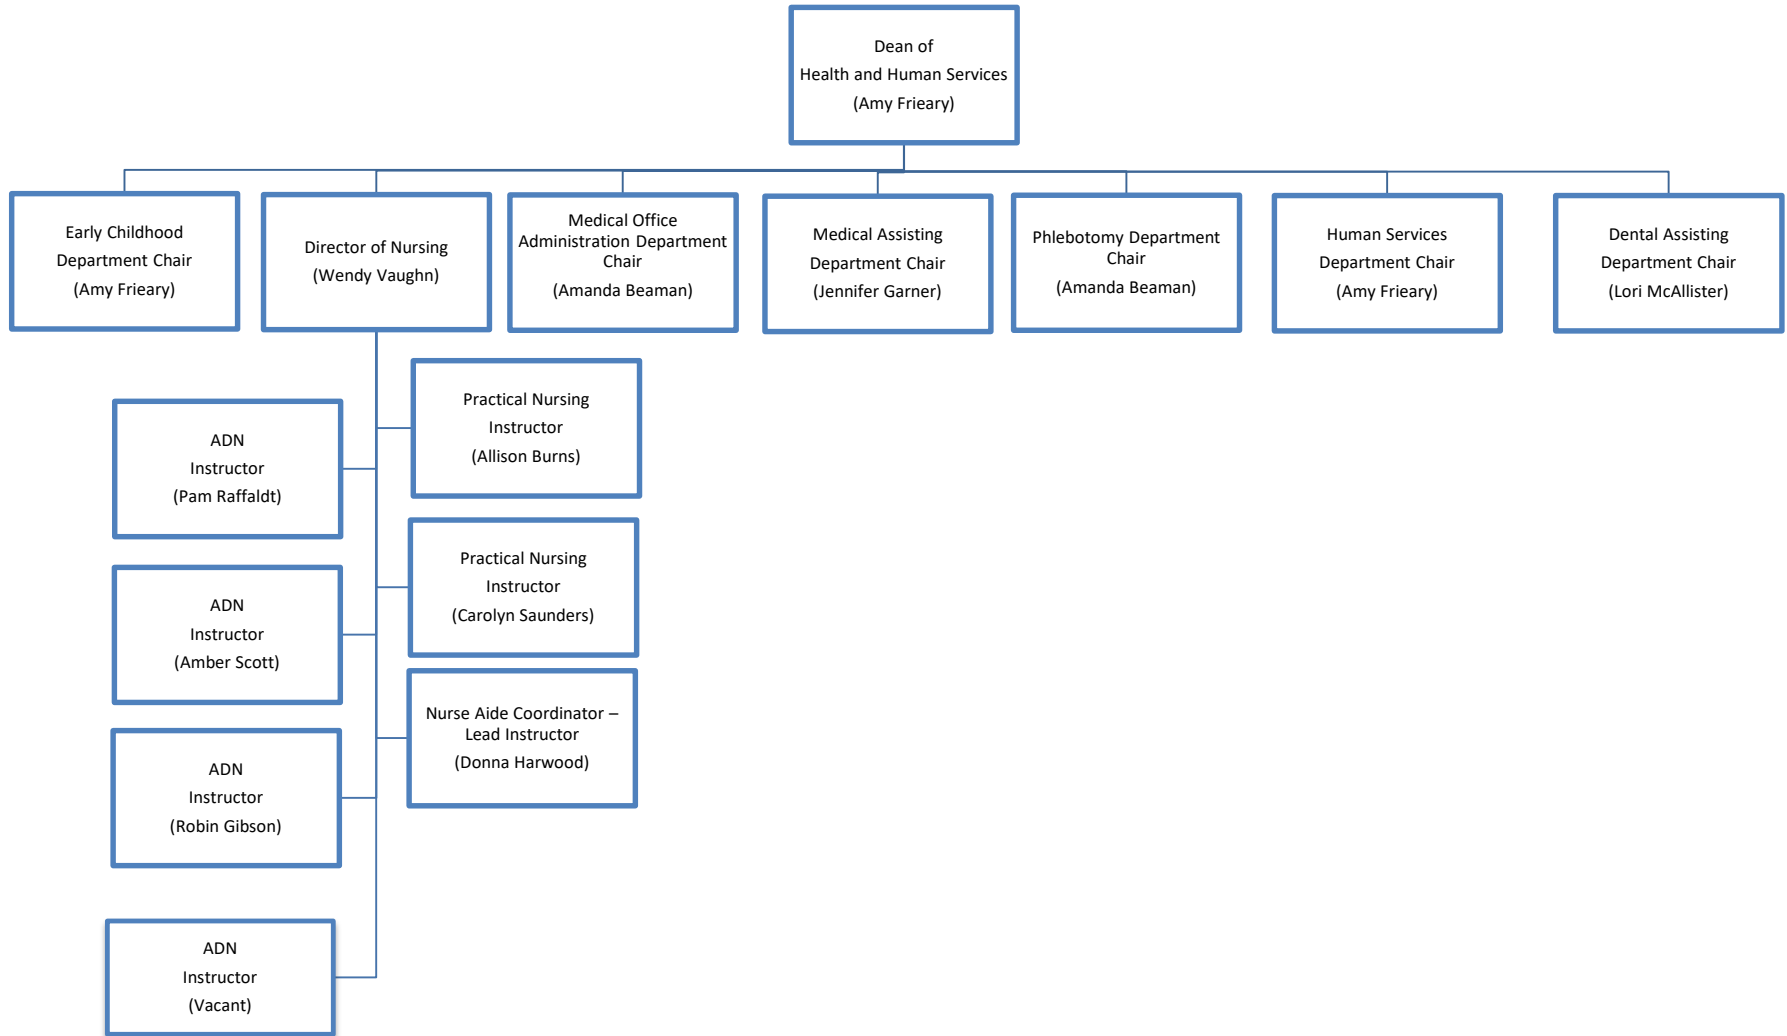 Dean of
Health and Human Services
(Amy Frieary)
Early Childhood
Department Chair
(Amy Frieary)
Director of Nursing
(Wendy Vaughn)
Medical Office
Administration Department
Chair
(Amanda Beaman)
Medical Assisting
Department Chair
(Jennifer Garner)
Phlebotomy Department
Chair
(Amanda Beaman)
Human Services
Department Chair
(Amy Frieary)
Dental Assisting
Department Chair
(Lori McAllister)
Practical Nursing
Instructor
(Allison Burns)
ADN
Instructor
(Pam Raffaldt)
Practical Nursing
Instructor
(Carolyn Saunders)
ADN
Instructor
(Amber Scott)
Nurse Aide Coordinator –
Lead Instructor
(Donna Harwood)
ADN
Instructor
(Robin Gibson)
ADN
Instructor
(Vacant)